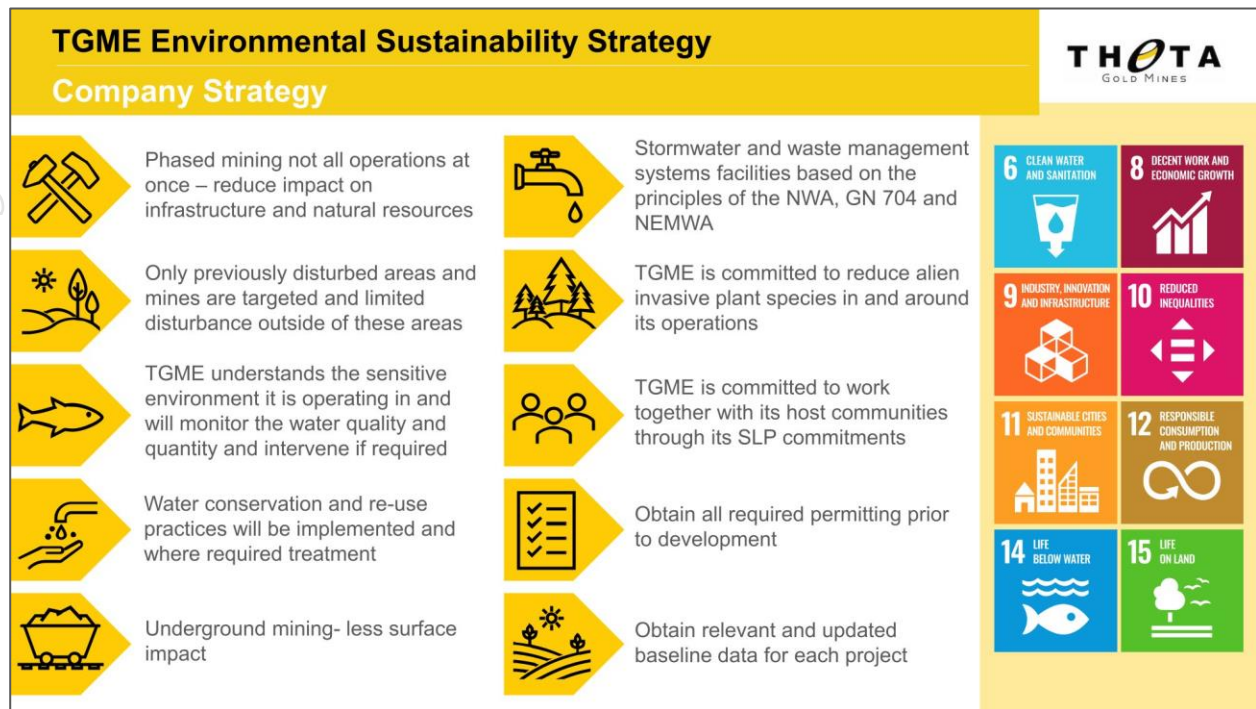 TGME Environmental Sustainability Strategy
Company Strategy
THETA
GOLD MINES
Phased mining not all operations at
once – reduce impact on
infrastructure and natural resources
Only previously disturbed areas and
mines are targeted and limited
disturbance outside of these areas
TGME understands the sensitive
environment it is operating in and
will monitor the water quality and
quantity and intervene if required
Water conservation and re-use
practices will be implemented and
where required treatment
Underground mining- less surface
impact
Stormwater and waste management
systems facilities based on the
principles of the NWA, GN 704 and
NEMWA
TGME is committed to reduce alien
invasive plant species in and around
its operations
TGME is committed to work
together with its host communities
through its SLP commitments
Obtain all required permitting prior
to development
Obtain relevant and updated
baseline data for each project
6 CLEAN WATER
AND SANITATION
8 DECENT WORK AND
ECONOMIC GROWTH
9 INDUSTRY, INNOVATION
AND INFRASTRUCTURE
10 REDUCED
INEQUALITIES
11 SUSTAINABLE CITIES
AND COMMUNITIES
12 RESPONSIBLE
CONSUMPTION
AND PRODUCTION
14 LIFE
BELOW WATER
15 LIFE
ON LAND